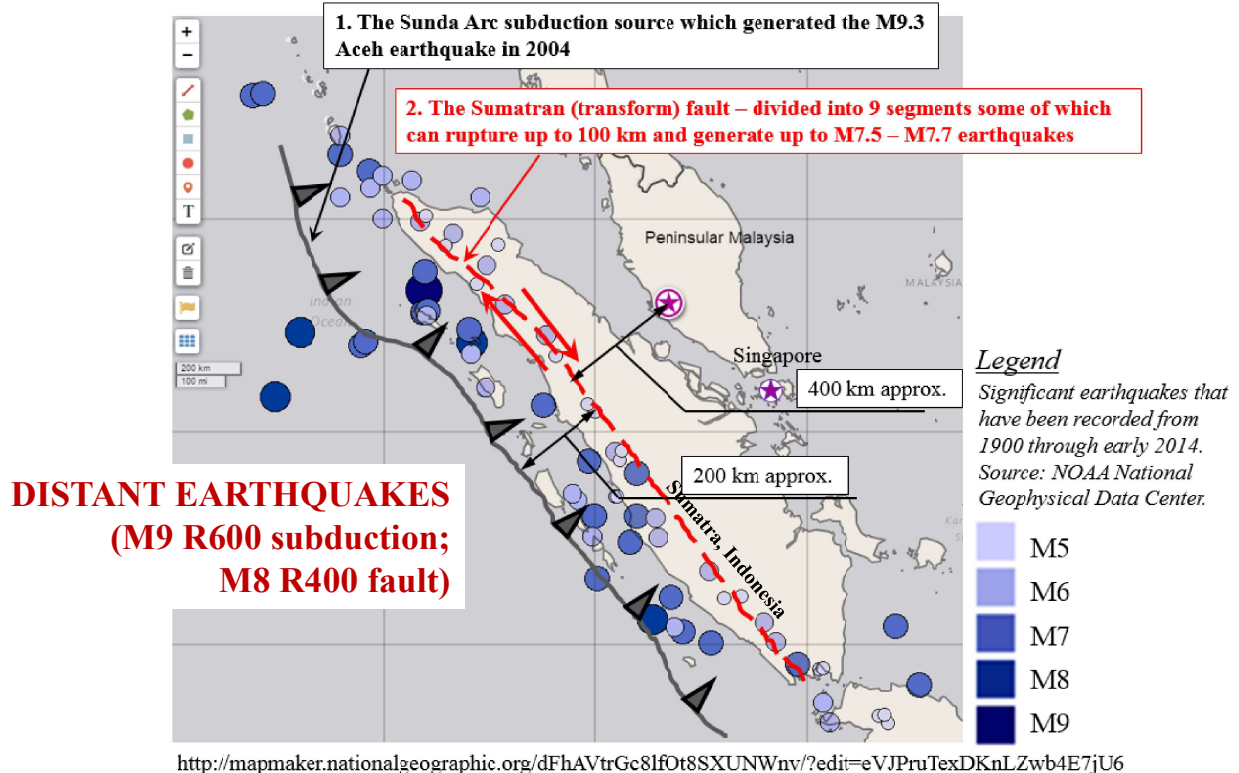 1. The Sunda Arc subduction source which generated the M9.3
Aceh earthquake in 2004
2. The Sumatran (transform) fault – divided into 9 segments some of which
can rupture up to 100 km and generate up to M7.5 – M7.7 earthquakes
+
−
T
Peninsular Malaysia
MALAYSIA
Indian
Ocean
Singapore
200 km
100 mi
400 km approx.
200 km approx.
Sumatra, Indonesia
DISTANT EARTHQUAKES
(M9 R600 subduction;
M8 R400 fault)
Legend
Significant earthquakes that
have been recorded from
1900 through early 2014.
Source: NOAA National
Geophysical Data Center.
M5
M6
M7
M8
M9
http://mapmaker.nationalgeographic.org/dFhAVtrGc8lfOt8SXUNWnv/?edit=eVJPruTexDKnLZwb4E7jU6